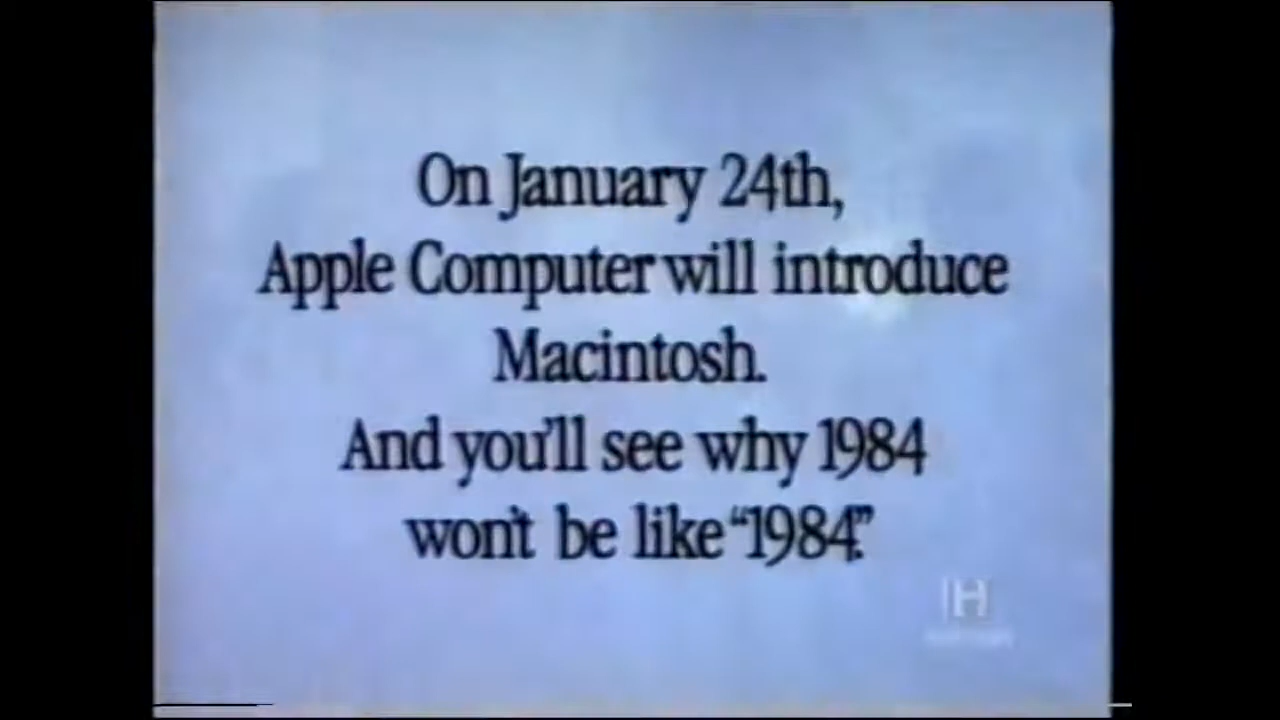 On January 24th,
Apple Computer will introduce
Macintosh.
And you'll see why 1984
won't be like “1984.”
H